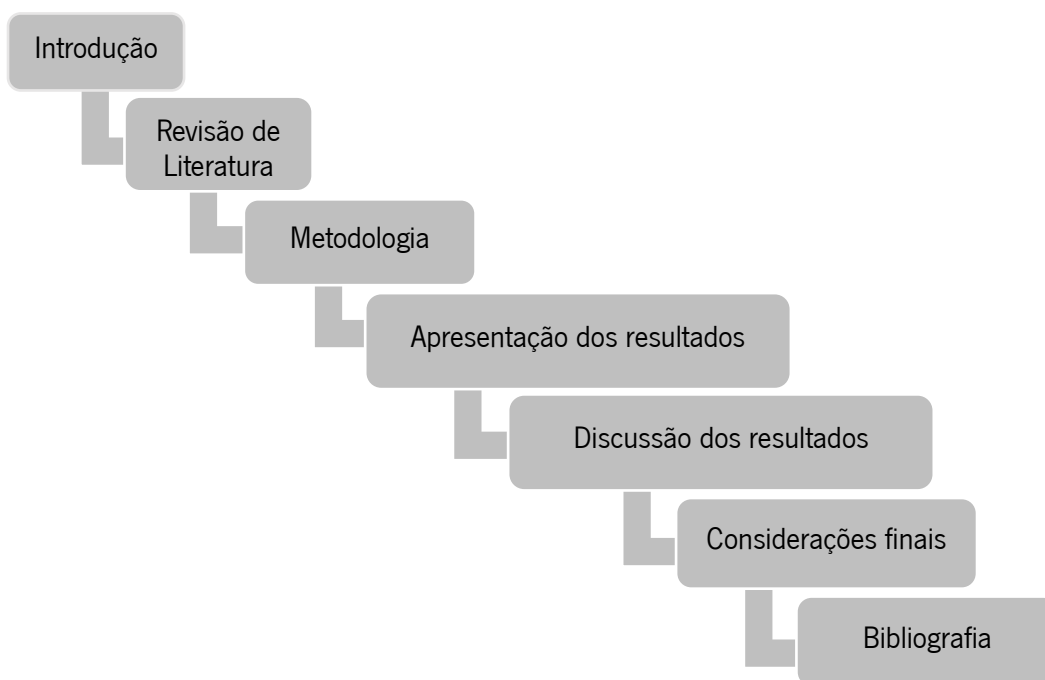 Introdução
Revisão de
Literatura
Metodologia
Apresentação dos resultados
Discussão dos resultados
Considerações finais
Bibliografia